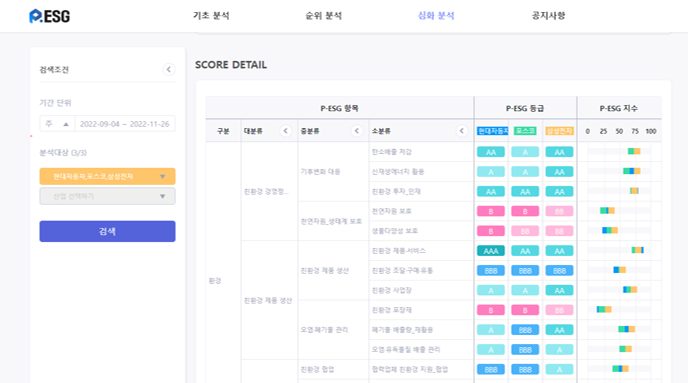 P.ESG
기초 분석 순위 분석 심화 분석 공지사항
검색조건
기간 단위
주 2022-09-04 ~ 2022-11-26
분석대상 (3/3)
현대자동차,포스코,삼성전자
산업 선택하기
검색
SCORE DETAIL
P-ESG 항목 P-ESG 등급 P-ESG 지수
구분 대분류 중분류 소분류 현대자동차 포스코 삼성전자 0 25 50 75 100
탄소배출 저감 AA A AA
기후변화 대응 신재생에너지 활용 A A AA
친환경 경영정.. 친환경 투자_인재 AA AA AA
천연자원_생태계 보호 천연자원 보호 B B BB
생물다양성 보호 B BB BB
친환경 제품·서비스 AAA AA AA
환경 친환경 제품 생산 친환경 조달·구매·유통 BBB BBB BBB
친환경 제품 생산 친환경 사업장 A A AA
친환경 포장재 B B BB
오염·폐기물 관리 폐기물 배출량_재활용 A BBB AA
오염·유독물질 배출 관리 A BBB A
친환경 협업 협력업체 친환경 지원_협업 BBB BBB A